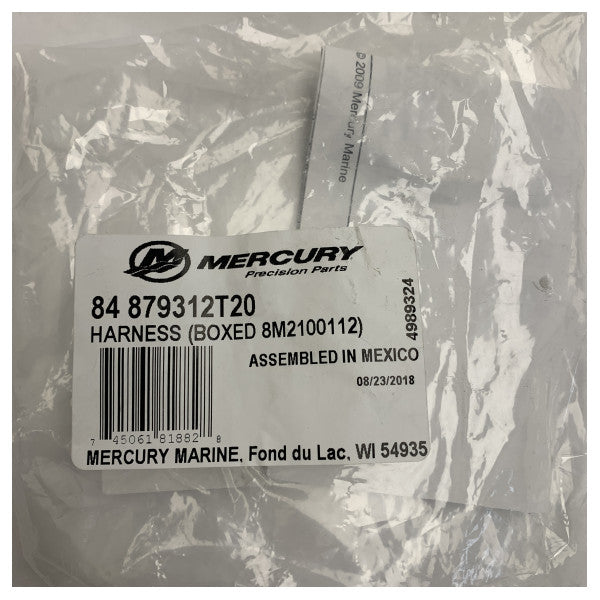 © 2009 Mercury Marine
MERCURY
Precision Parts
84 879312T20
HARNESS (BOXED 8M2100112)
4989324
ASSEMBLED IN MEXICO
08/23/2018
7 45061 81882 8
MERCURY MARINE, Fond du Lac, WI 54935